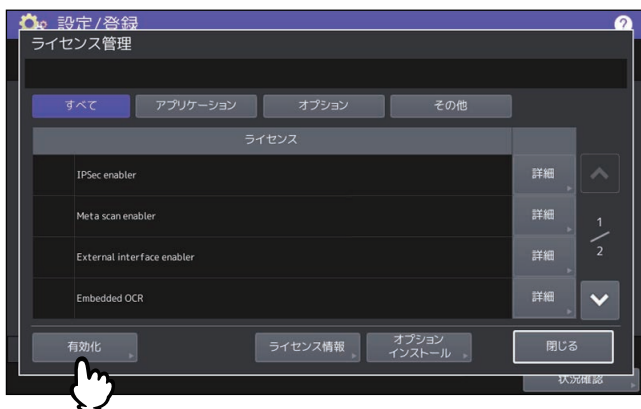 設定/登録
?
ライセンス管理
すべて
アプリケーション
オプション
その他
ライセンス
IPSec enabler
詳細
Meta scan enabler
詳細
1
External interface enabler
詳細
2
Embedded OCR
詳細
有効化
ライセンス情報
オプション
インストール
閉じる
状況確認